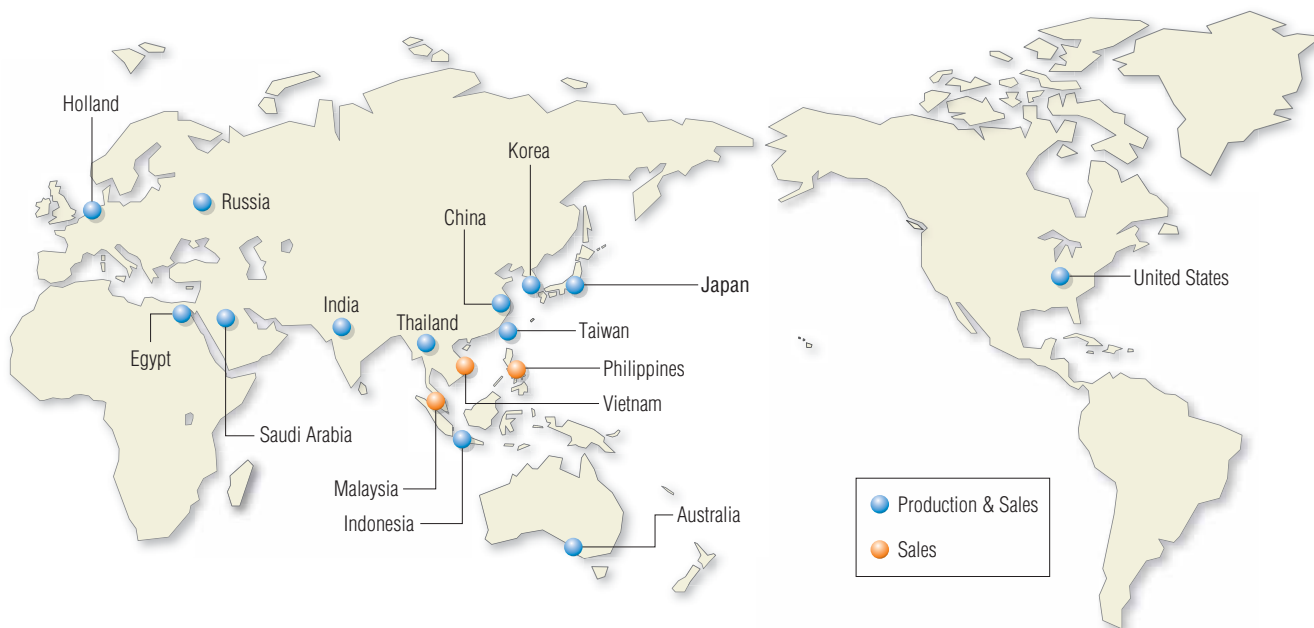 Holland
Korea
Russia
China
Japan
United States
India
Thailand
Taiwan
Egypt
Philippines
Vietnam
Saudi Arabia
Malaysia
Indonesia
Australia
Production & Sales
Sales